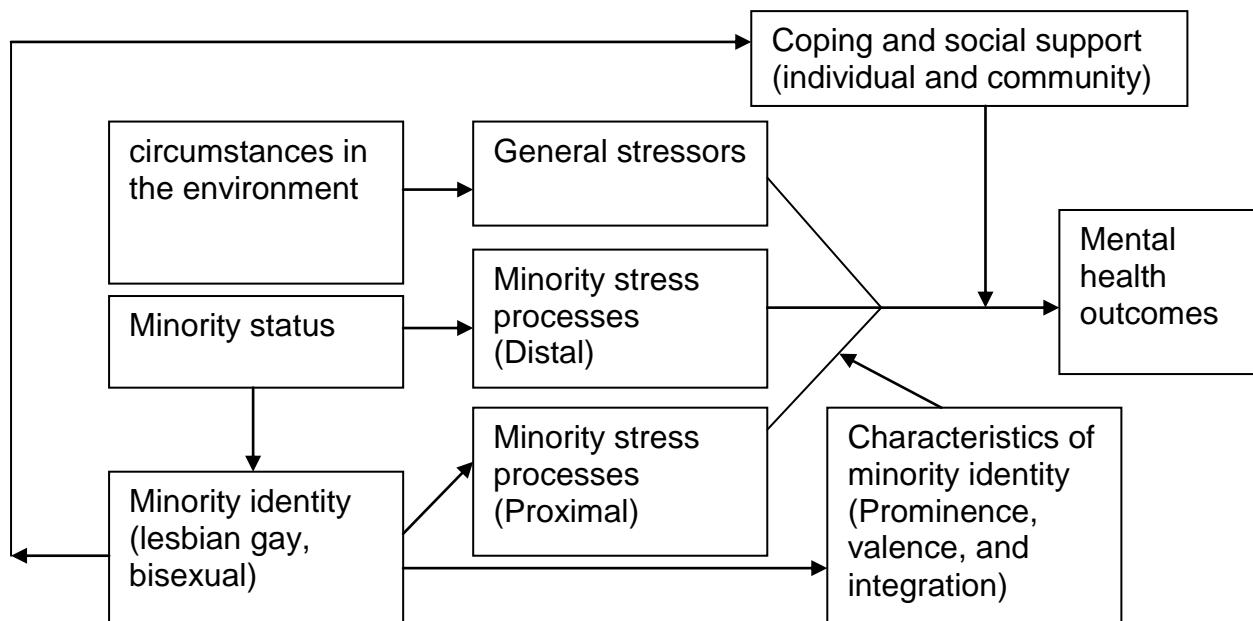 Coping and social support
(individual and community)
circumstances in
the environment
General stressors
Mental
health
outcomes
Minority status
Minority stress
processes
(Distal)
Minority identity
(lesbian gay,
bisexual)
Minority stress
processes
(Proximal)
Characteristics of
minority identity
(Prominence,
valence, and
integration)